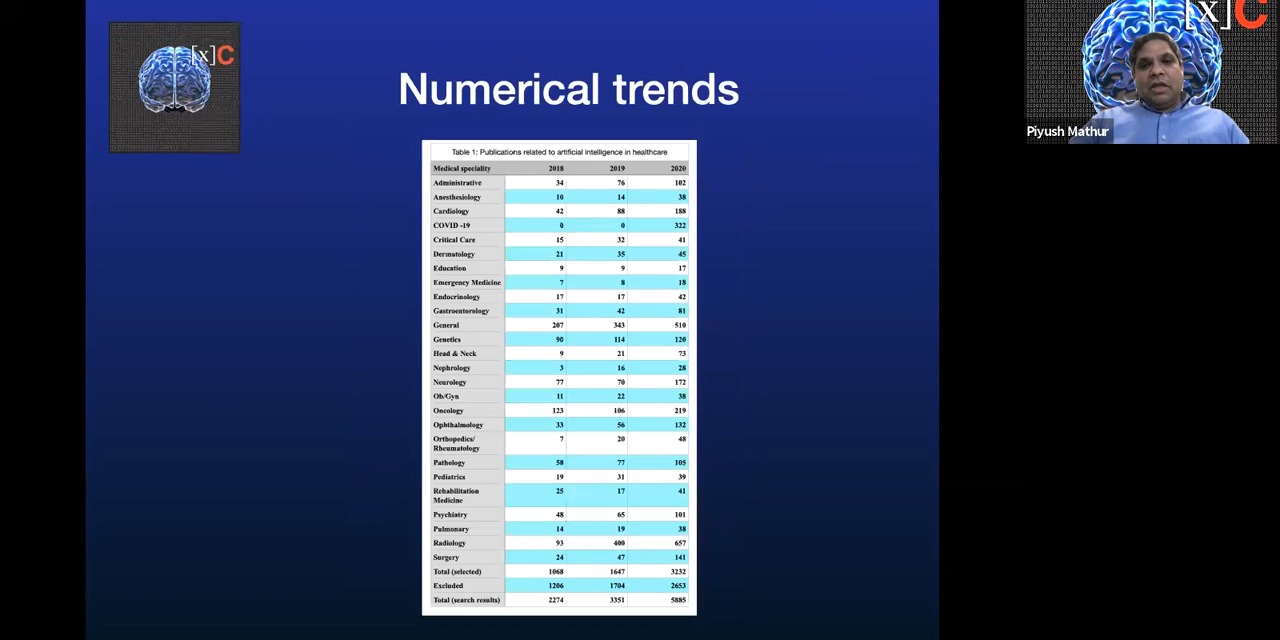 [x]C
Numerical trends
[x]C
Piyush Mathur
Table 1: Publications related to artificial intelligence in healthcare
Medical speciality 2018 2019 2020
Administrative 34 76 102
Anesthesiology 10 14 38
Cardiology 42 88 188
COVID -19 0 0 322
Critical Care 15 32 41
Dermatology 21 35 45
Education 9 9 17
Emergency Medicine 7 8 18
Endocrinology 17 17 42
Gastroentorology 31 42 81
General 207 343 510
Genetics 90 114 120
Head & Neck 9 21 73
Nephrology 3 16 28
Neurology 77 70 172
Ob/Gyn 11 22 38
Oncology 123 106 219
Ophthalmology 33 56 132
Orthopedics/ 7 20 48
Rheumatology
Pathology 58 77 105
Pediatrics 19 31 39
Rehabilitation 25 17 41
Medicine
Psychiatry 48 65 101
Pulmonary 14 19 38
Radiology 93 400 657
Surgery 24 47 141
Total (selected) 1068 1647 3232
Excluded 1206 1704 2653
Total (search results) 2274 3351 5885